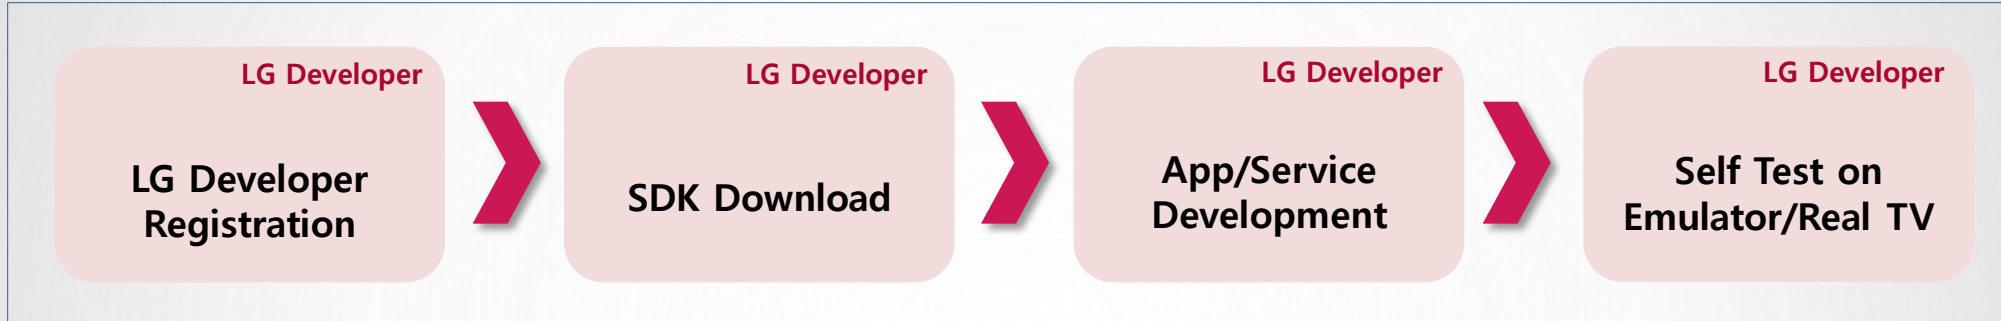 LG Developer
LG Developer
Registration
LG Developer
SDK Download
LG Developer
App/Service
Development
LG Developer
Self Test on
Emulator/Real TV